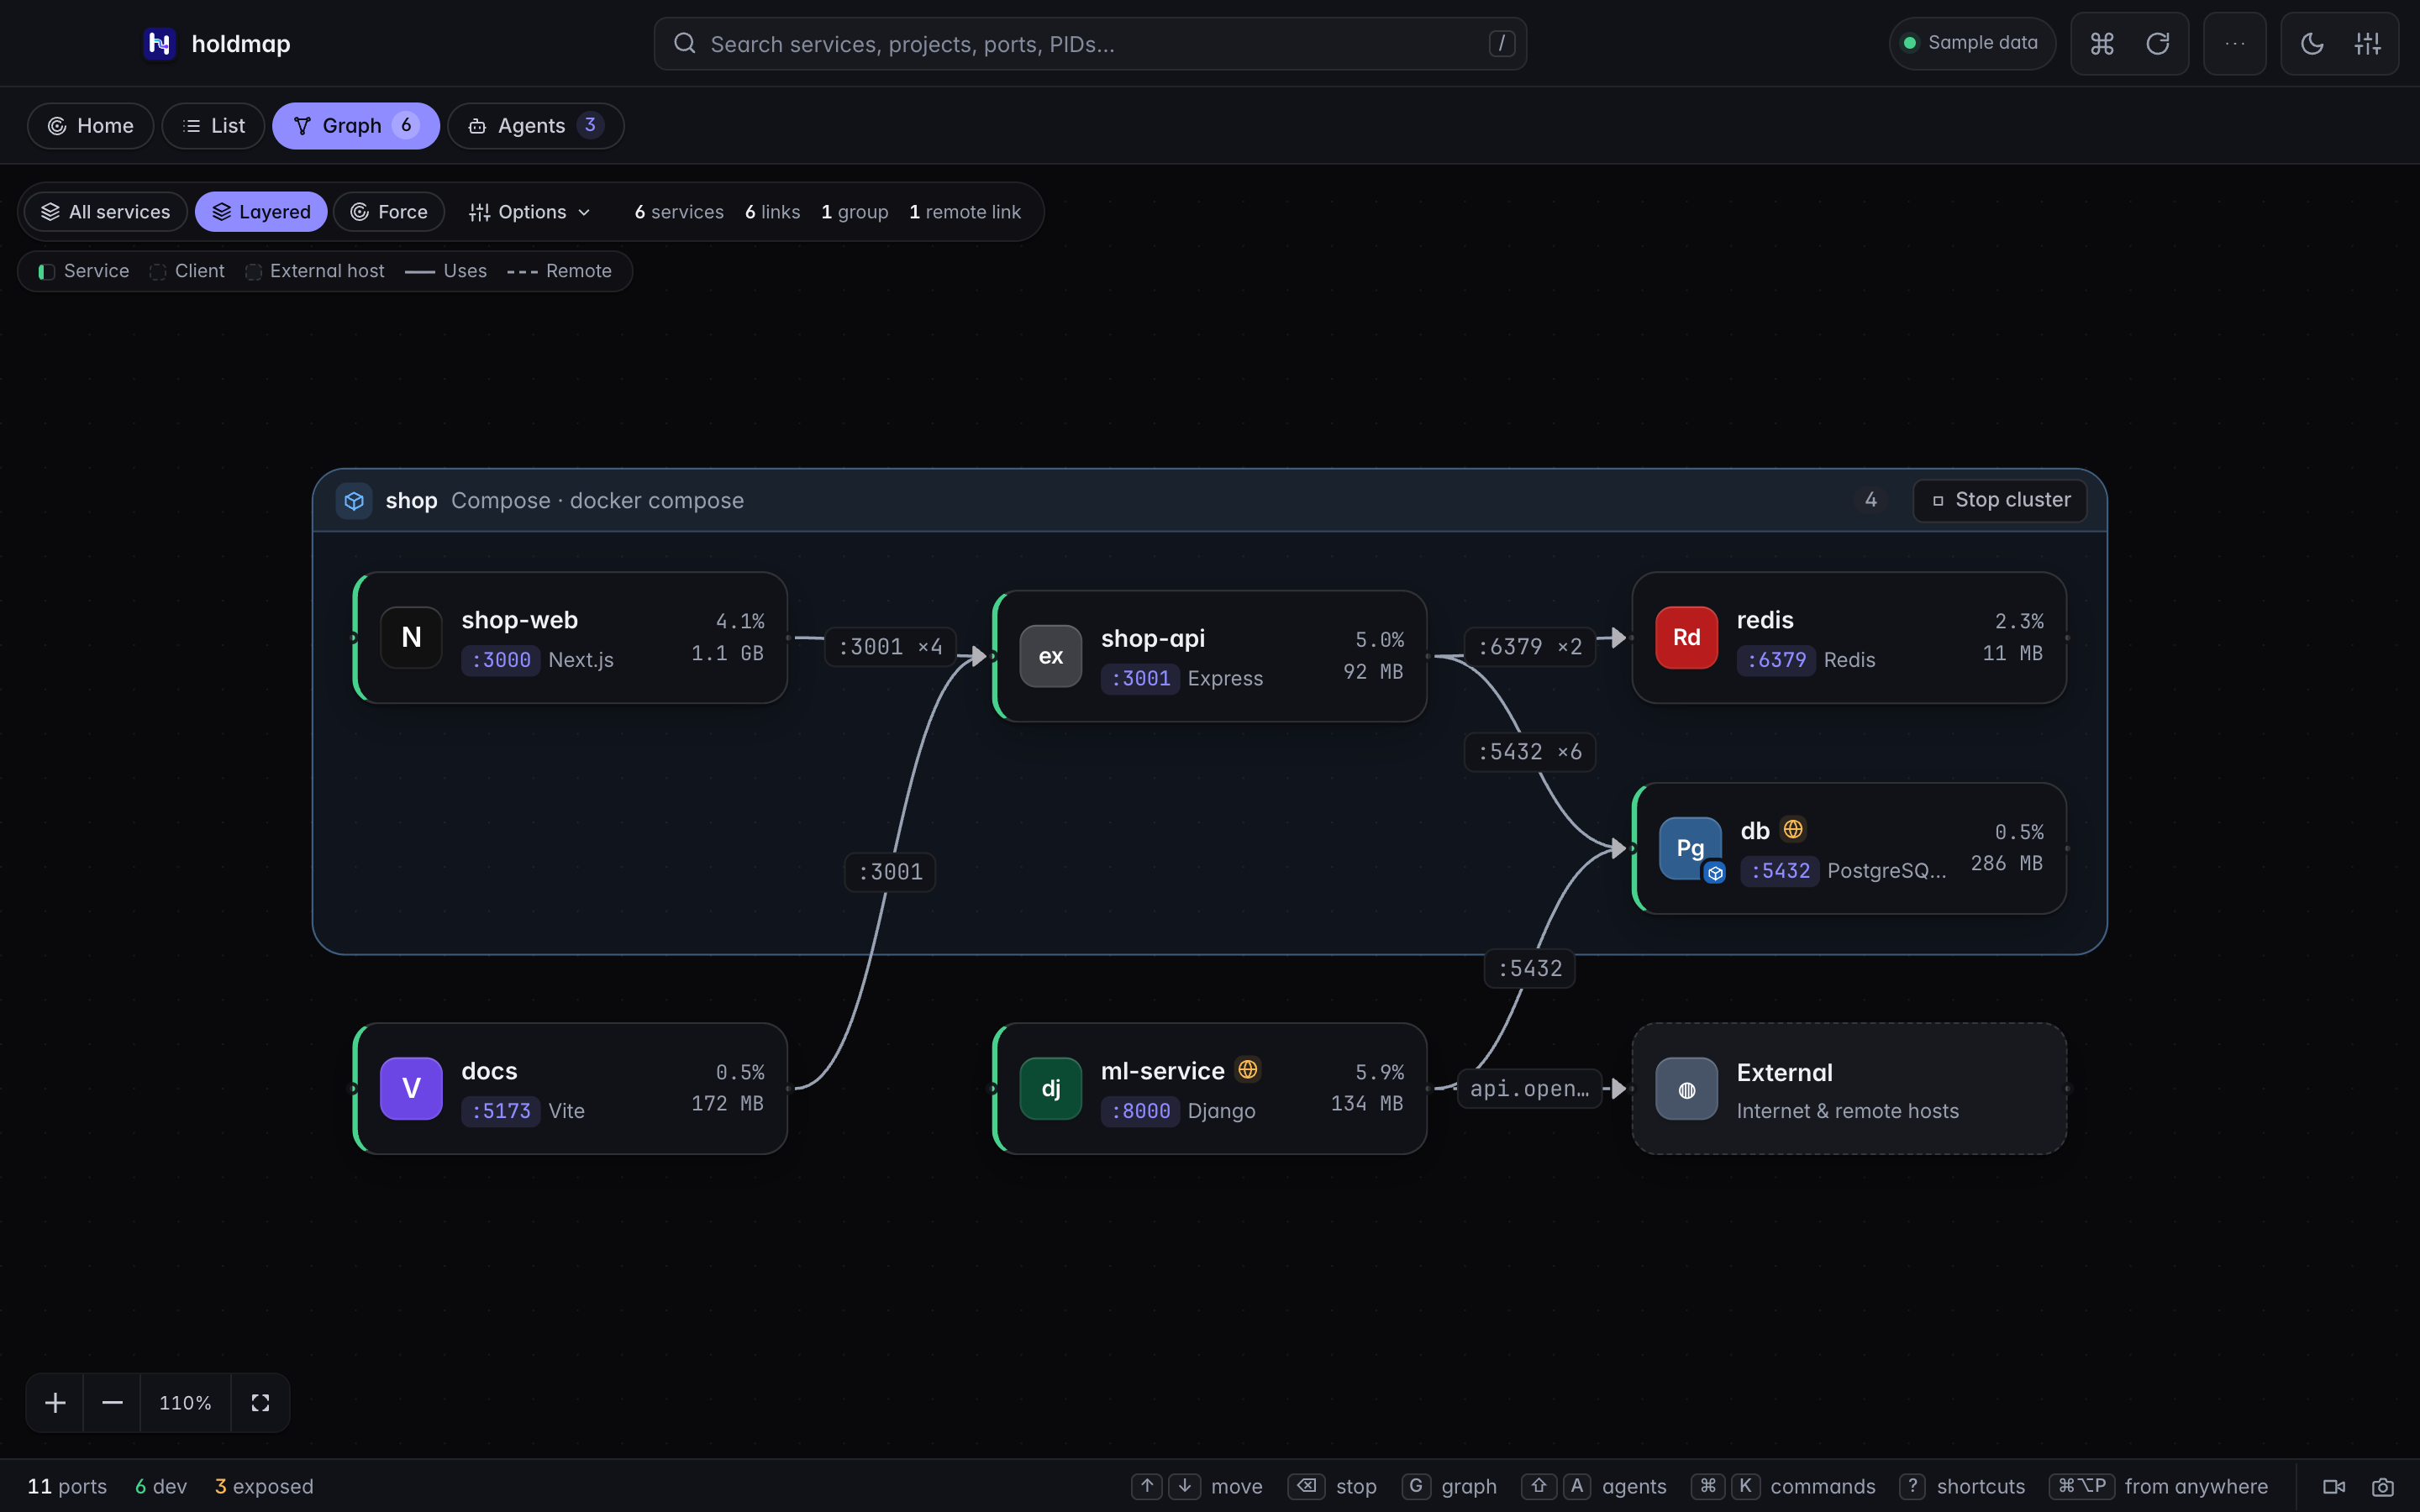 holdmap
Search services, projects, ports, PIDs...
/
Sample data
Home
List
Graph 6
Agents 3
All services
Layered
Force
Options
6 services 6 links 1 group 1 remote link
Service
Client
External host
Uses
Remote
shop Compose · docker compose
4
Stop cluster
N
shop-web
4.1%
:3000 Next.js
1.1 GB
:3001 ×4
ex
shop-api
5.0%
:3001 Express
92 MB
:6379 ×2
Rd
redis
2.3%
:6379 Redis
11 MB
:5432 ×6
Pg
db
0.5%
:5432 PostgreSQ...
286 MB
:3001
:5432
V
docs
0.5%
:5173 Vite
172 MB
dj
ml-service
5.9%
:8000 Django
134 MB
api.open…
External
Internet & remote hosts
110%
11 ports 6 dev 3 exposed
↑ ↓ move ⌫ stop G graph ⇧ A agents ⌘ K commands ? shortcuts ⌘⌥P from anywhere